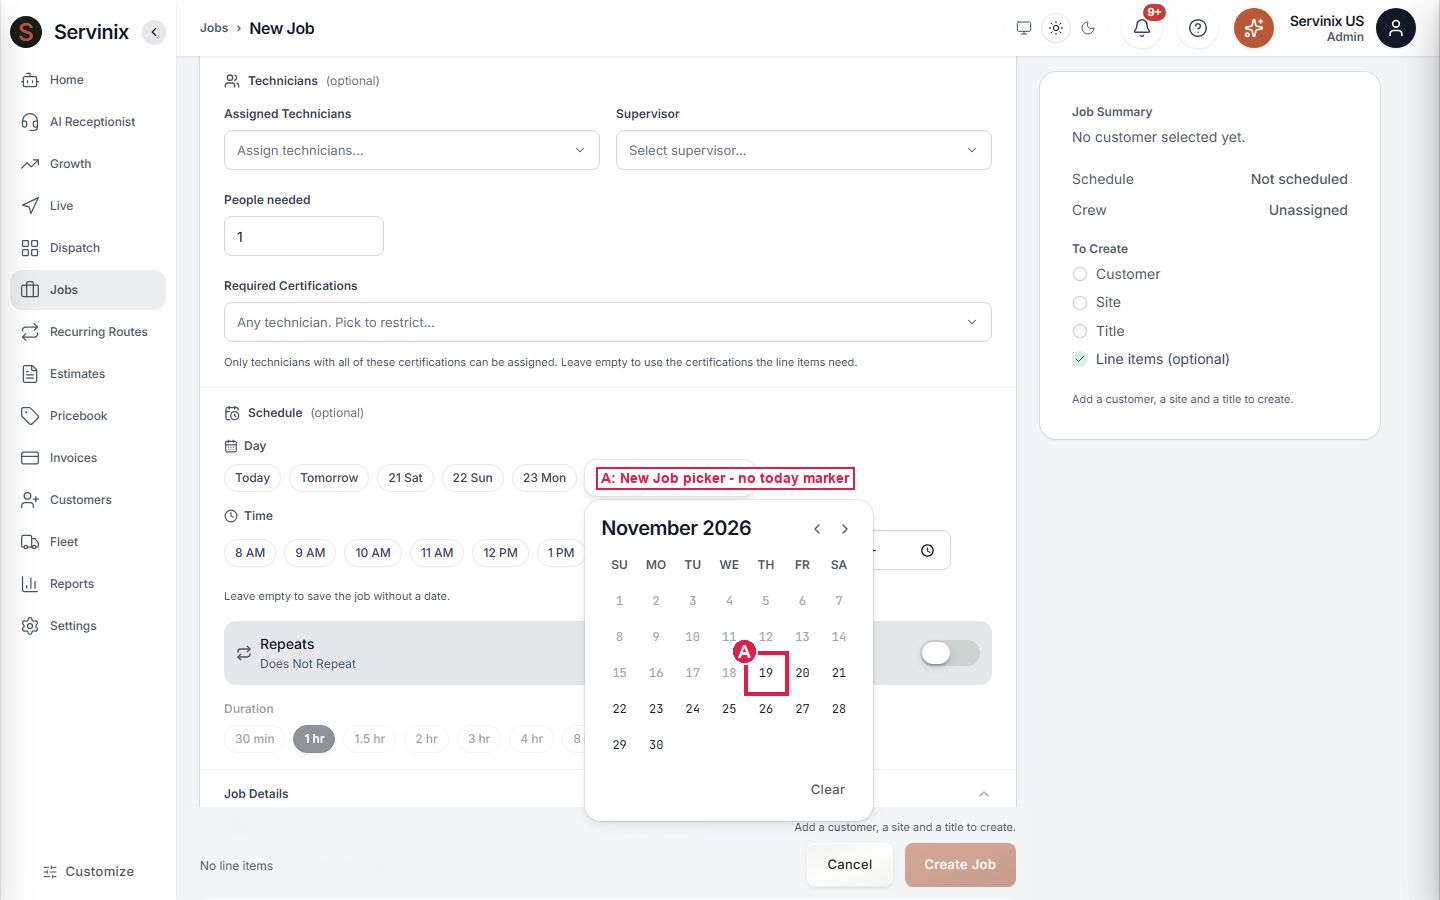 Servinix
Jobs › New Job
9+
Servinix US
Admin
Home
AI Receptionist
Growth
Live
Dispatch
Jobs
Recurring Routes
Estimates
Pricebook
Invoices
Customers
Fleet
Reports
Settings
Customize
Technicians (optional)
Assigned Technicians
Supervisor
Assign technicians...
Select supervisor...
People needed
1
Required Certifications
Any technician. Pick to restrict...
Only technicians with all of these certifications can be assigned. Leave empty to use the certifications the line items need.
Schedule (optional)
Day
Today Tomorrow 21 Sat 22 Sun 23 Mon
A: New Job picker - no today marker
Time
8 AM 9 AM 10 AM 11 AM 12 PM 1 PM
Leave empty to save the job without a date.
Repeats
Does Not Repeat
Duration
30 min 1 hr 1.5 hr 2 hr 3 hr 4 hr 8
Job Details
November 2026
SU MO TU WE TH FR SA
1 2 3 4 5 6 7
8 9 10 11 12 13 14
A
15 16 17 18 19 20 21
22 23 24 25 26 27 28
29 30
Clear
Add a customer, a site and a title to create.
No line items
Cancel
Create Job
Job Summary
No customer selected yet.
Schedule Not scheduled
Crew Unassigned
To Create
Customer
Site
Title
Line items (optional)
Add a customer, a site and a title to create.